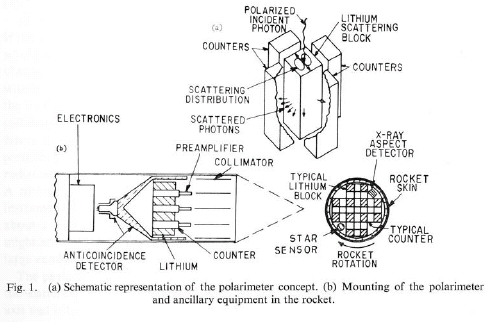 POLARIZED
INCIDENT
PHOTON
(a)
LITHIUM
SCATTERING
BLOCK
COUNTERS
COUNTERS
SCATTERING
DISTRIBUTION
SCATTERED
PHOTONS
ELECTRONICS
(b)
PREAMPLIFIER
COLLIMATOR
X-RAY
ASPECT
DETECTOR
TYPICAL
LITHIUM
BLOCK
ROCKET
SKIN
ANTICOINCIDENCE
DETECTOR
LITHIUM
COUNTER
STAR
SENSOR
TYPICAL
COUNTER
ROCKET
ROTATION
Fig. 1. (a) Schematic representation of the polarimeter concept. (b) Mounting of the polarimeter
and ancillary equipment in the rocket.